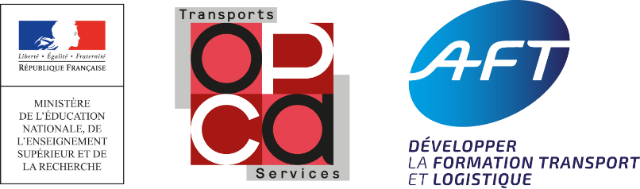 Liberté • Égalité • Fraternité
RÉPUBLIQUE FRANÇAISE
MINISTÈRE
DE L'ÉDUCATION
NATIONALE, DE
L'ENSEIGNEMENT
SUPÉRIEUR ET DE
LA RECHERCHE
Transports
OPCA
Services
AFT
DÉVELOPPER
LA FORMATION TRANSPORT
ET LOGISTIQUE